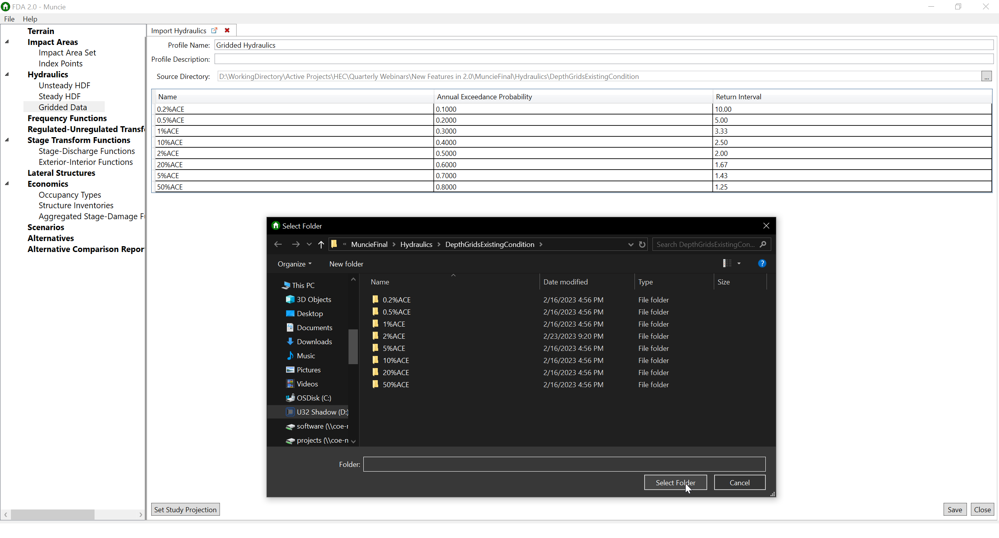 FDA 2.0 - Muncie
File Help
Terrain
Impact Areas
Impact Area Set
Index Points
Hydraulics
Unsteady HDF
Steady HDF
Gridded Data
Frequency Functions
Regulated-Unregulated Transf
Stage Transform Functions
Stage-Discharge Functions
Exterior-Interior Functions
Lateral Structures
Economics
Occupancy Types
Structure Inventories
Aggregated Stage-Damage Fu
Scenarios
Alternatives
Alternative Comparison Repor
Import Hydraulics
Profile Name: Gridded Hydraulics
Profile Description:
Source Directory: D:\WorkingDirectory\Active Projects\HEC\Quarterly Webinars\New Features in 2.0\MuncieFinal\Hydraulics\DepthGridsExistingCondition ...
Name Annual Exceedance Probability Return Interval
0.2%ACE 0.1000 10.00
0.5%ACE 0.2000 5.00
1%ACE 0.3000 3.33
10%ACE 0.4000 2.50
2%ACE 0.5000 2.00
20%ACE 0.6000 1.67
5%ACE 0.7000 1.43
50%ACE 0.8000 1.25
Select Folder
« MuncieFinal > Hydraulics > DepthGridsExistingCondition > Search DepthGridsExistingCon...
Organize New folder ?
This PC
3D Objects
Desktop
Documents
Downloads
Music
Pictures
Videos
OSDisk (C:)
U32 Shadow (D:)
software (\\coe-r
projects (\\coe-n
Name Date modified Type Size
0.2%ACE 2/16/2023 4:56 PM File folder
0.5%ACE 2/16/2023 4:56 PM File folder
1%ACE 2/16/2023 4:56 PM File folder
2%ACE 2/23/2023 9:20 PM File folder
5%ACE 2/16/2023 4:56 PM File folder
10%ACE 2/16/2023 4:56 PM File folder
20%ACE 2/16/2023 4:56 PM File folder
50%ACE 2/16/2023 4:56 PM File folder
Folder:
Select Folder Cancel
Set Study Projection Save Close